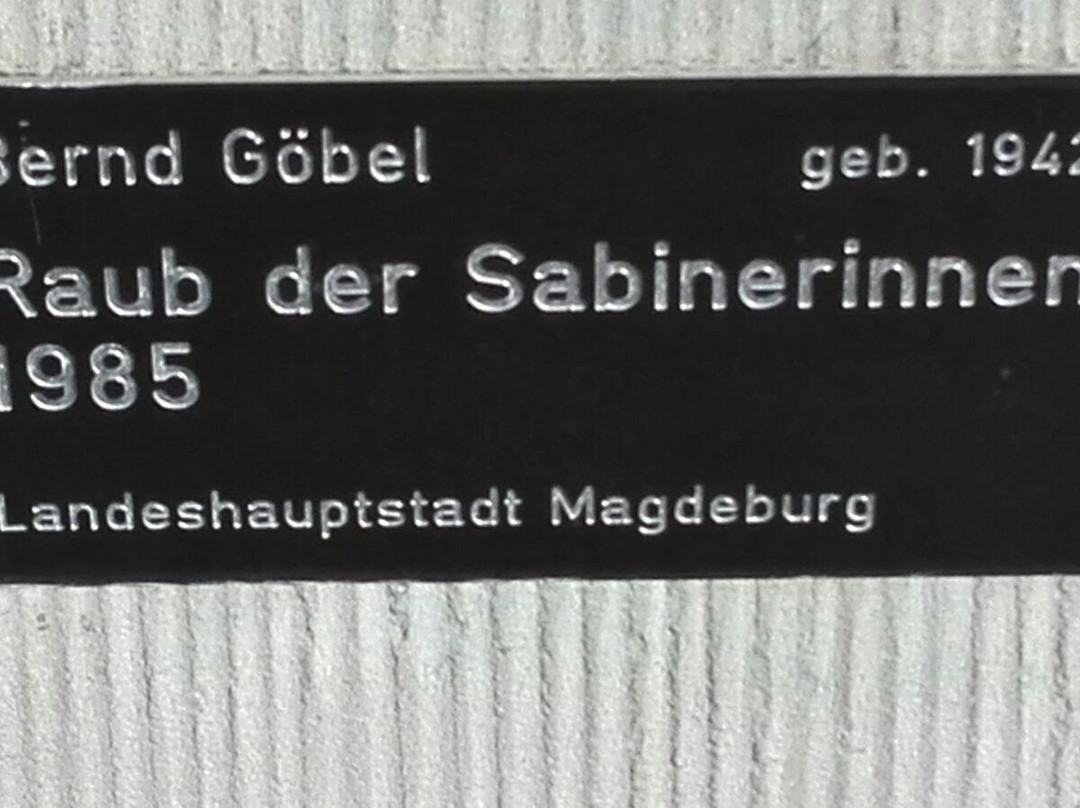 Bernd Göbel geb. 1942
Raub der Sabinerinnen
1985
Landeshauptstadt Magdeburg